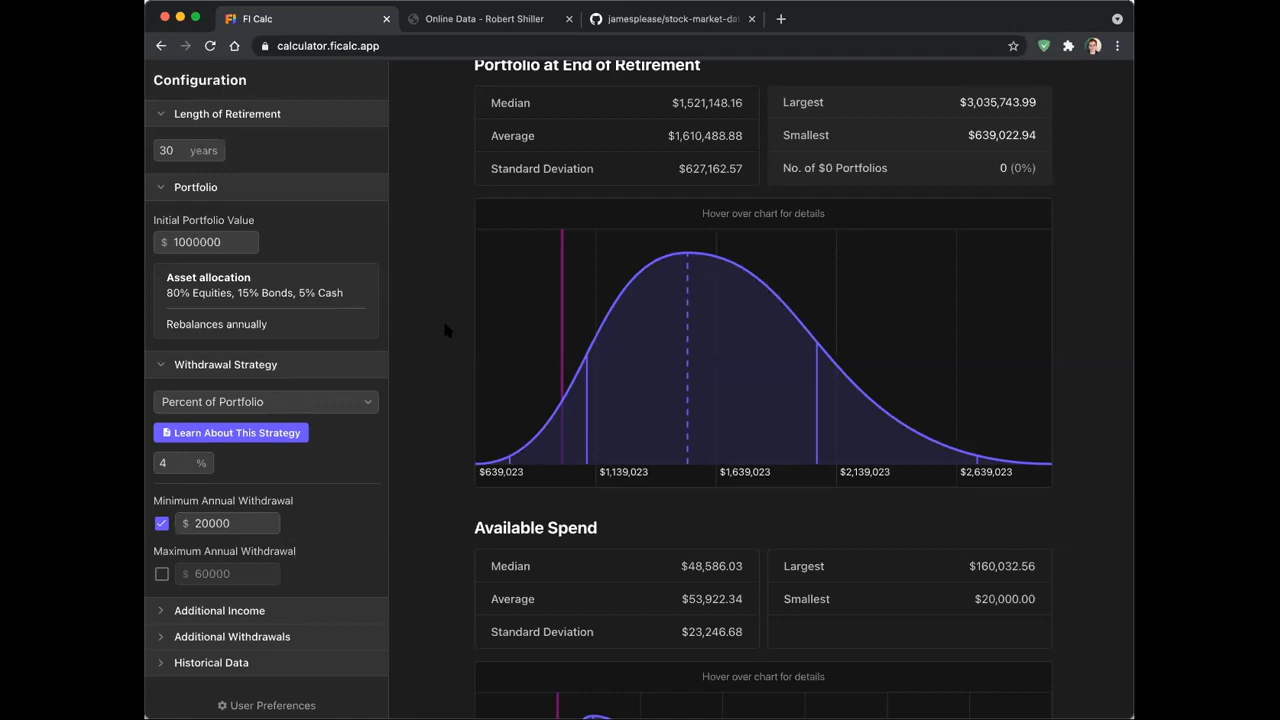 FI Calc
Online Data - Robert Shiller
jamesplease/stock-market-da
calculator.ficalc.app
Configuration
Length of Retirement
30 years
Portfolio
Initial Portfolio Value
$ 1000000
Asset allocation
80% Equities, 15% Bonds, 5% Cash
Rebalances annually
Withdrawal Strategy
Percent of Portfolio
Learn About This Strategy
4 %
Minimum Annual Withdrawal
$ 20000
Maximum Annual Withdrawal
$ 60000
Additional Income
Additional Withdrawals
Historical Data
User Preferences
Portfolio at End of Retirement
Median $1,521,148.16
Average $1,610,488.88
Standard Deviation $627,162.57
Largest $3,035,743.99
Smallest $639,022.94
No. of $0 Portfolios 0 (0%)
Hover over chart for details
$639,023 $1,139,023 $1,639,023 $2,139,023 $2,639,023
Available Spend
Median $48,586.03
Average $53,922.34
Standard Deviation $23,246.68
Largest $160,032.56
Smallest $20,000.00
Hover over chart for details